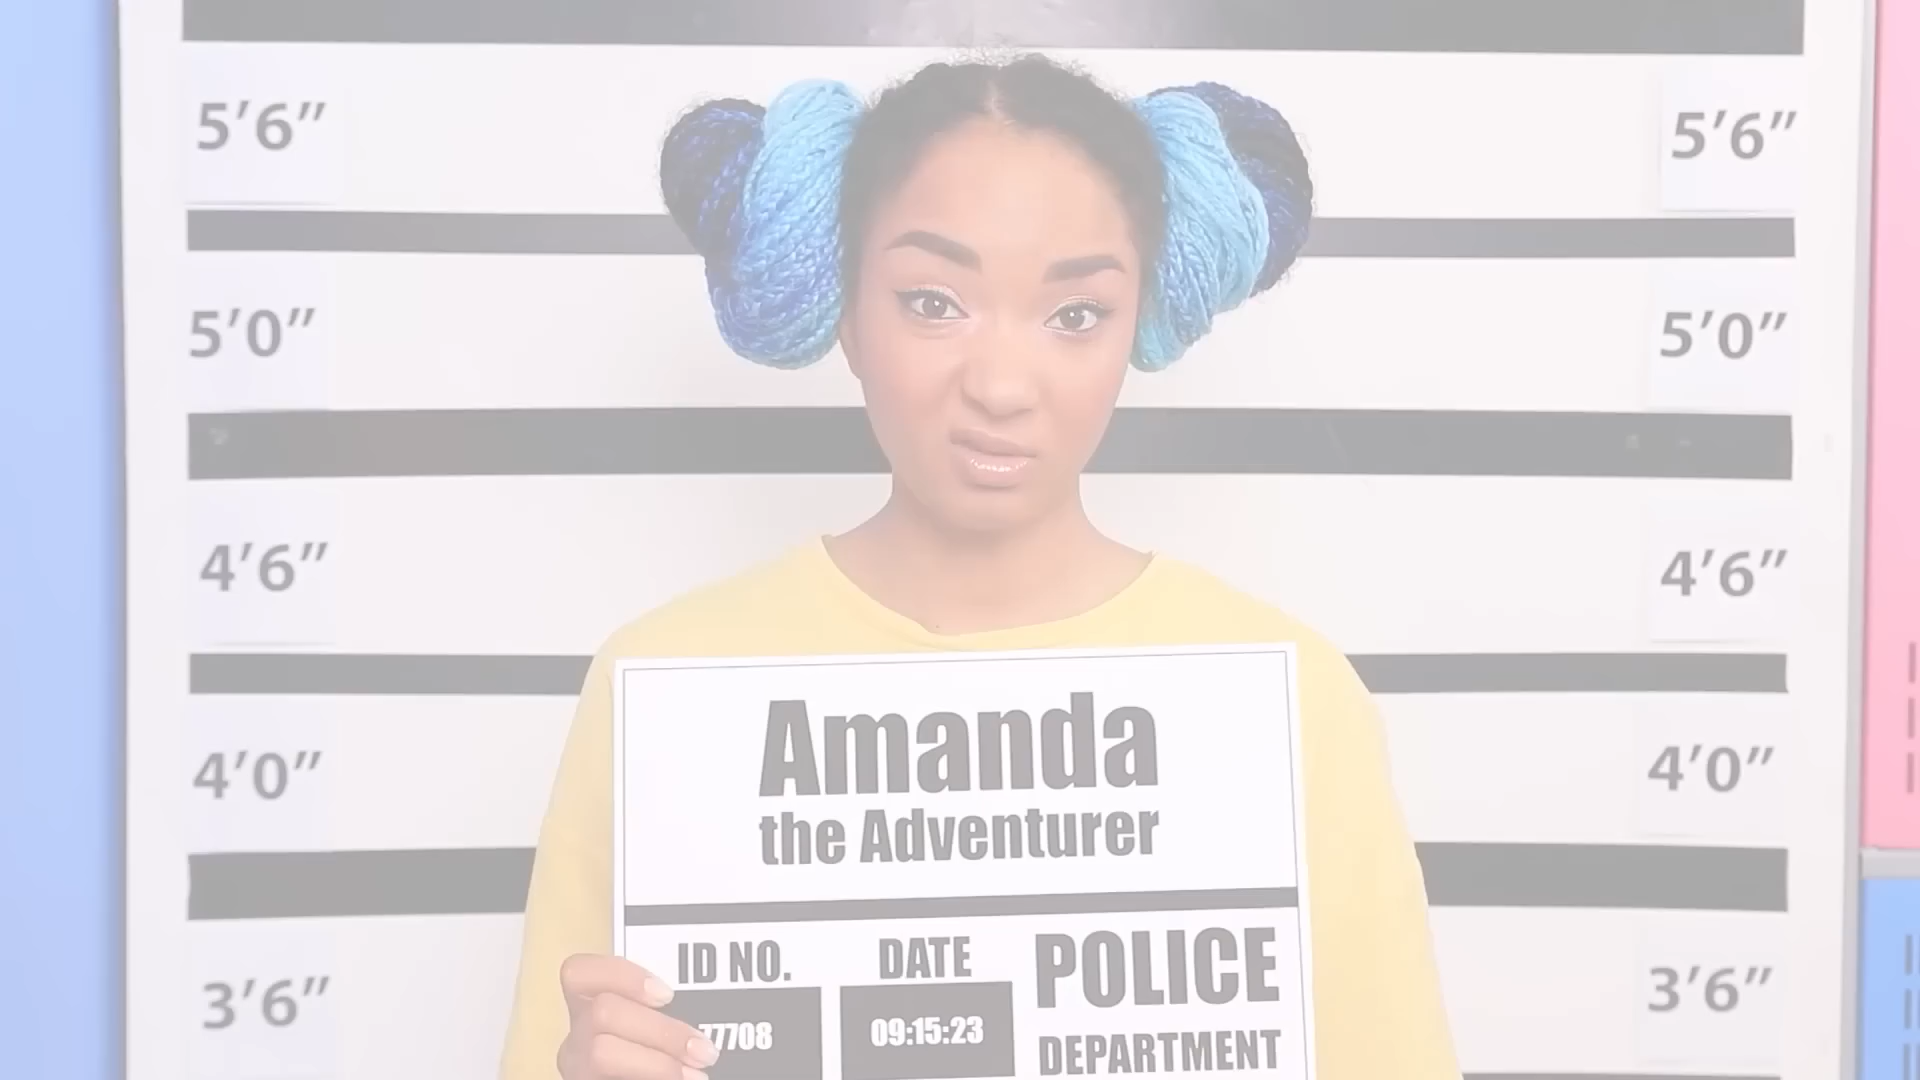 5’6” 5’6”
5’0” 5’0”
4’6” 4’6”
4’0” 4’0”
3’6” 3’6”
Amanda
the Adventurer
ID NO. DATE POLICE
77708 09:15:23 DEPARTMENT